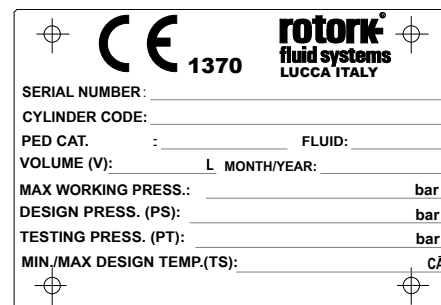 CE 1370 rotork®
fluid systems
LUCCA ITALY
SERIAL NUMBER:
CYLINDER CODE:
PED CAT. : FLUID:
VOLUME (V): L MONTH/YEAR:
MAX WORKING PRESS.: bar
DESIGN PRESS. (PS): bar
TESTING PRESS. (PT): bar
MIN./MAX DESIGN TEMP.(TS):